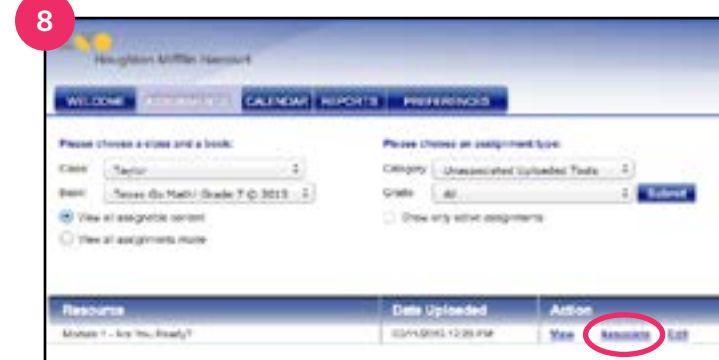 8
Houghton Mifflin Harcourt
WELCOME ASSIGNMENTS CALENDAR REPORTS PREFERENCES
Please choose a class and a book: Please choose an assignment type:
Class: Taylor Category: Unassociated Uploaded Tests
Book: Texas Go Math! Grade 7 © 2015 Grade: All Submit
View all assignable content Show only active assignments
View all assignments made
Resource Date Uploaded Action
Module 1 - Are You Ready? PM View Associate Edit